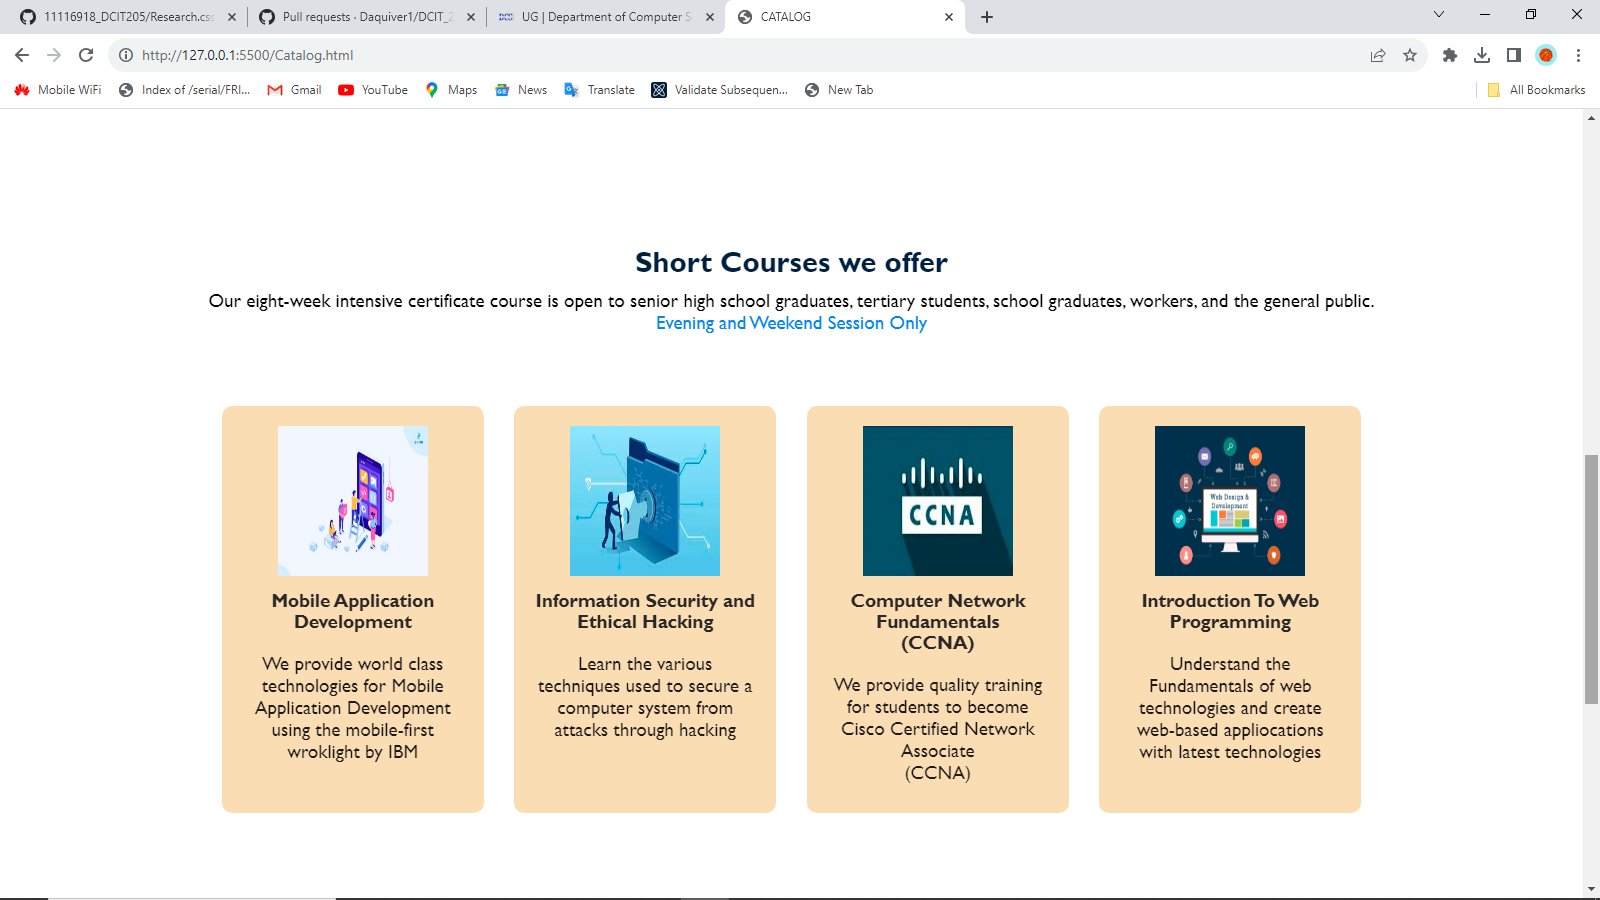 11116918_DCIT205/Research.css
Pull requests · Daquiver1/DCIT_2
UG | Department of Computer S
CATALOG
http://127.0.0.1:5500/Catalog.html
Mobile WiFi
Index of /serial/FRI...
Gmail
YouTube
Maps
News
Translate
Validate Subsequen...
New Tab
All Bookmarks
Short Courses we offer
Our eight-week intensive certificate course is open to senior high school graduates, tertiary students, school graduates, workers, and the general public.
Evening and Weekend Session Only
Mobile Application
Development
We provide world class
technologies for Mobile
Application Development
using the mobile-first
wroklight by IBM
Information Security and
Ethical Hacking
Learn the various
techniques used to secure a
computer system from
attacks through hacking
CCNA
Computer Network
Fundamentals
(CCNA)
We provide quality training
for students to become
Cisco Certified Network
Associate
(CCNA)
Web Design &
Development
Introduction To Web
Programming
Understand the
Fundamentals of web
technologies and create
web-based appliocations
with latest technologies